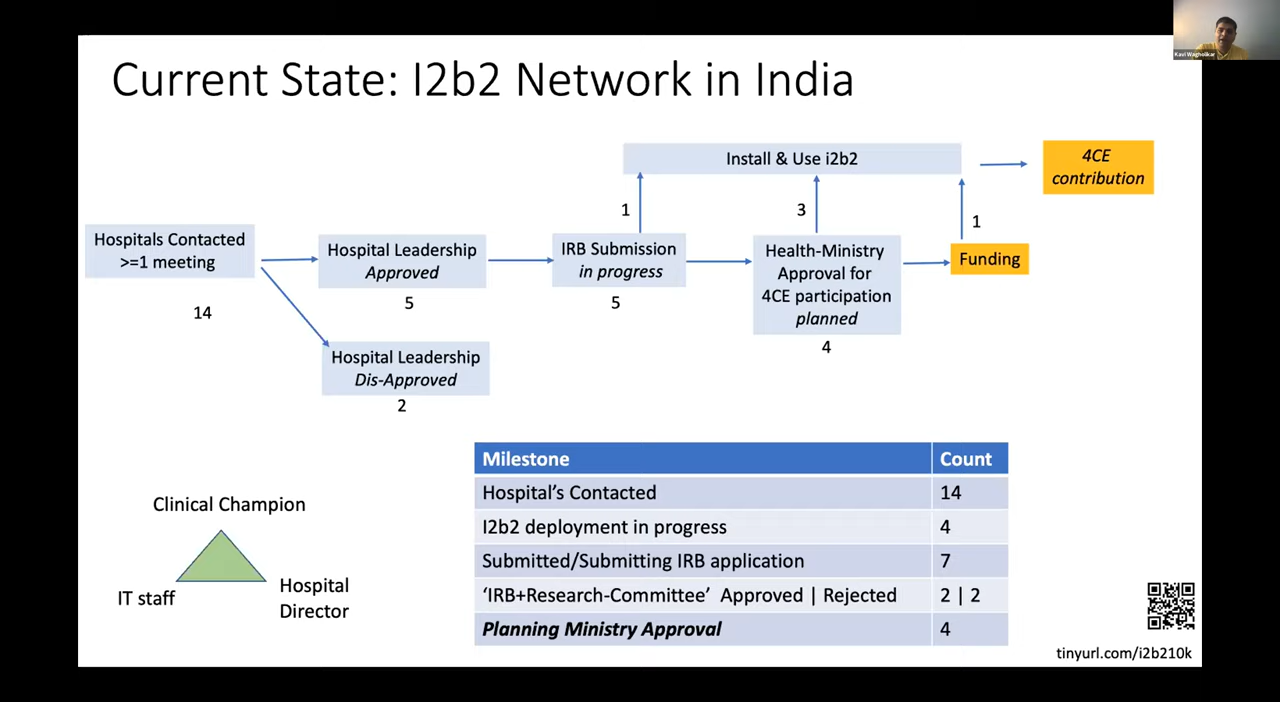 Kavi Wagholikar
Current State: I2b2 Network in India
Install & Use i2b2
4CE
contribution
1
3
1
Hospitals Contacted
>=1 meeting
14
Hospital Leadership
Approved
5
IRB Submission
in progress
5
Health-Ministry
Approval for
4CE participation
planned
4
Funding
Hospital Leadership
Dis-Approved
2
Clinical Champion
IT staff
Hospital
Director
Milestone Count
Hospital's Contacted 14
I2b2 deployment in progress 4
Submitted/Submitting IRB application 7
‘IRB+Research-Committee’ Approved | Rejected 2 | 2
Planning Ministry Approval 4
tinyurl.com/i2b210k